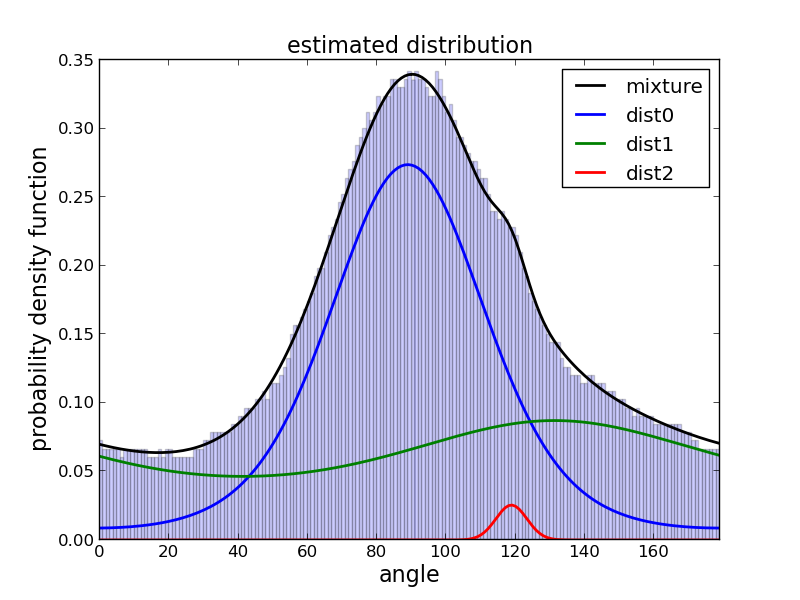 estimated distribution
probability density function
0.35
0.30
0.25
0.20
0.15
0.10
0.05
0.00
mixture
dist0
dist1
dist2
0 20 40 60 80 100 120 140 160
angle